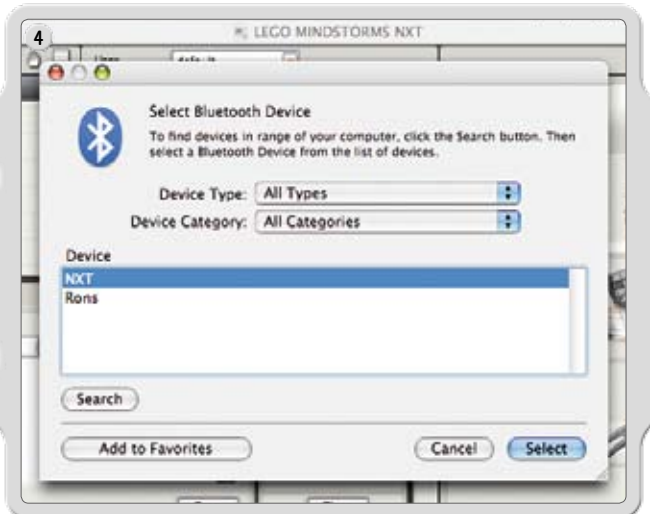 4
LEGO MINDSTORMS NXT
Select Bluetooth Device
To find devices in range of your computer, click the Search button. Then
select a Bluetooth Device from the list of devices.
Device Type: All Types
Device Category: All Categories
Device
NXT
Rons
Search
Add to Favorites
Cancel
Select